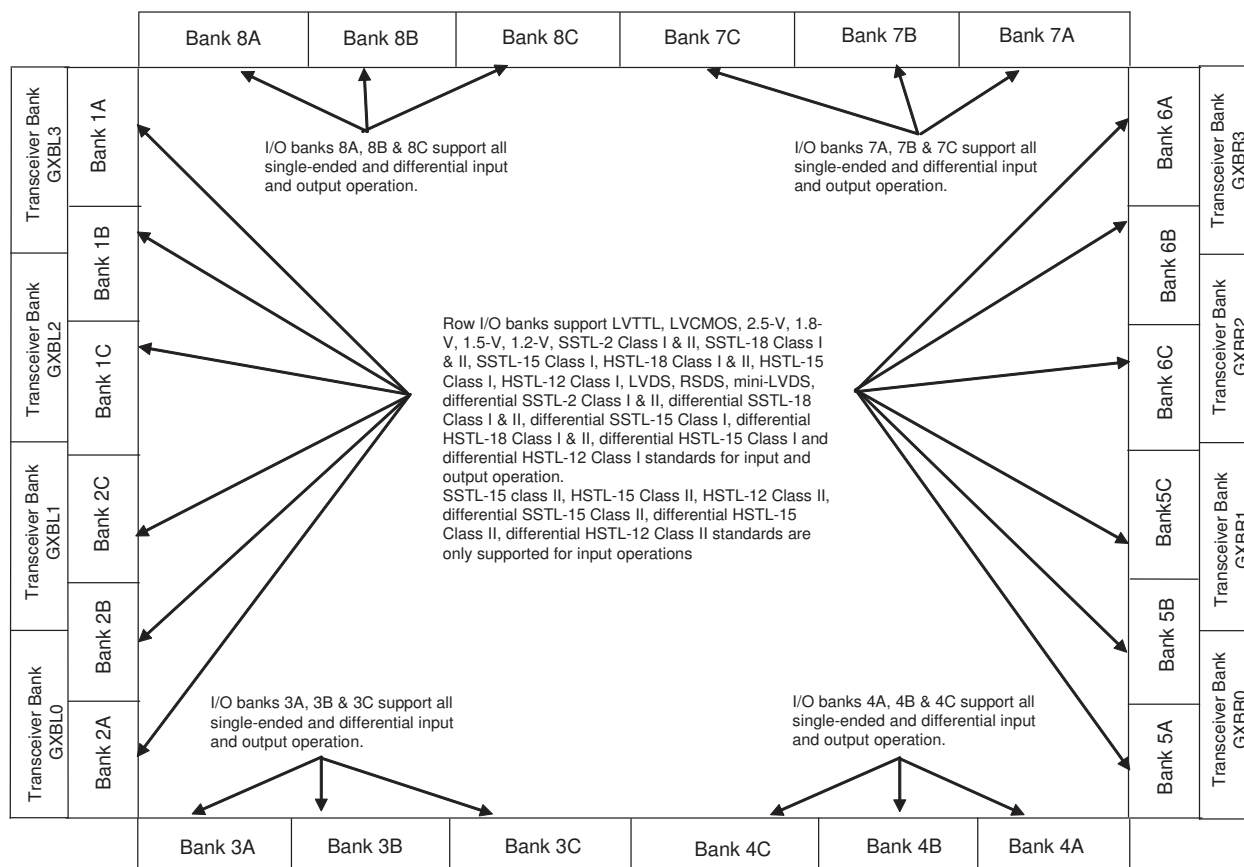 Bank 8A
Bank 8B
Bank 8C
Bank 7C
Bank 7B
Bank 7A
Transceiver Bank
GXBL3
Transceiver Bank
GXBL2
Transceiver Bank
GXBL1
Transceiver Bank
GXBL0
Bank 1A
Bank 1B
Bank 1C
Bank 2C
Bank 2B
Bank 2A
I/O banks 8A, 8B & 8C support all
single-ended and differential input
and output operation.
I/O banks 7A, 7B & 7C support all
single-ended and differential input
and output operation.
Row I/O banks support LVTTL, LVCMOS, 2.5-V, 1.8-
V, 1.5-V, 1.2-V, SSTL-2 Class I & II, SSTL-18 Class I
& II, SSTL-15 Class I, HSTL-18 Class I & II, HSTL-15
Class I, HSTL-12 Class I, LVDS, RSDS, mini-LVDS,
differential SSTL-2 Class I & II, differential SSTL-18
Class I & II, differential SSTL-15 Class I, differential
HSTL-18 Class I & II, differential HSTL-15 Class I and
differential HSTL-12 Class I standards for input and
output operation.
SSTL-15 class II, HSTL-15 Class II, HSTL-12 Class II,
differential SSTL-15 Class II, differential HSTL-15
Class II, differential HSTL-12 Class II standards are
only supported for input operations
I/O banks 3A, 3B & 3C support all
single-ended and differential input
and output operation.
I/O banks 4A, 4B & 4C support all
single-ended and differential input
and output operation.
Bank 6A
Bank 6B
Bank 6C
Bank5C
Bank 5B
Bank 5A
Transceiver Bank
GXBR3
Transceiver Bank
GXBR2
Transceiver Bank
GXBR1
Transceiver Bank
GXBR0
Bank 3A
Bank 3B
Bank 3C
Bank 4C
Bank 4B
Bank 4A